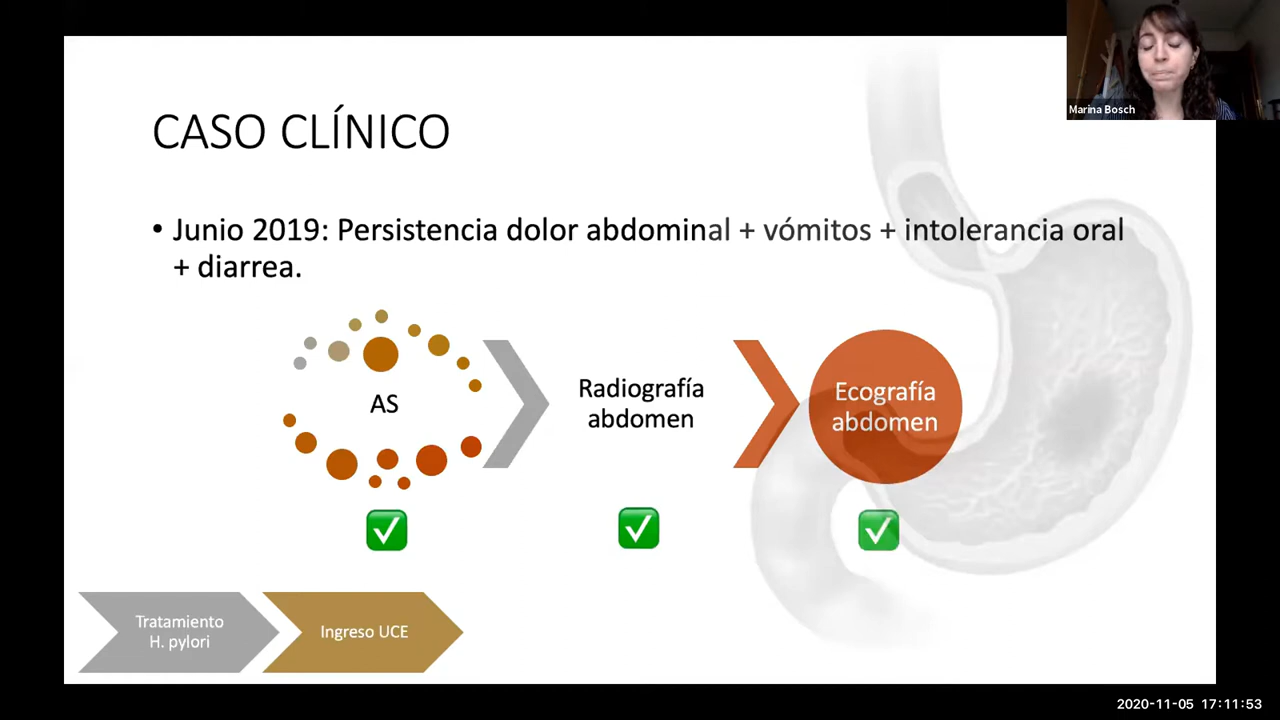 Marina Bosch
CASO CLÍNICO
• Junio 2019: Persistencia dolor abdominal + vómitos + intolerancia oral
+ diarrea.
AS
Radiografía
abdomen
Ecografía
abdomen
Tratamiento
H. pylori
Ingreso UCE
2020-11-05 17:11:53